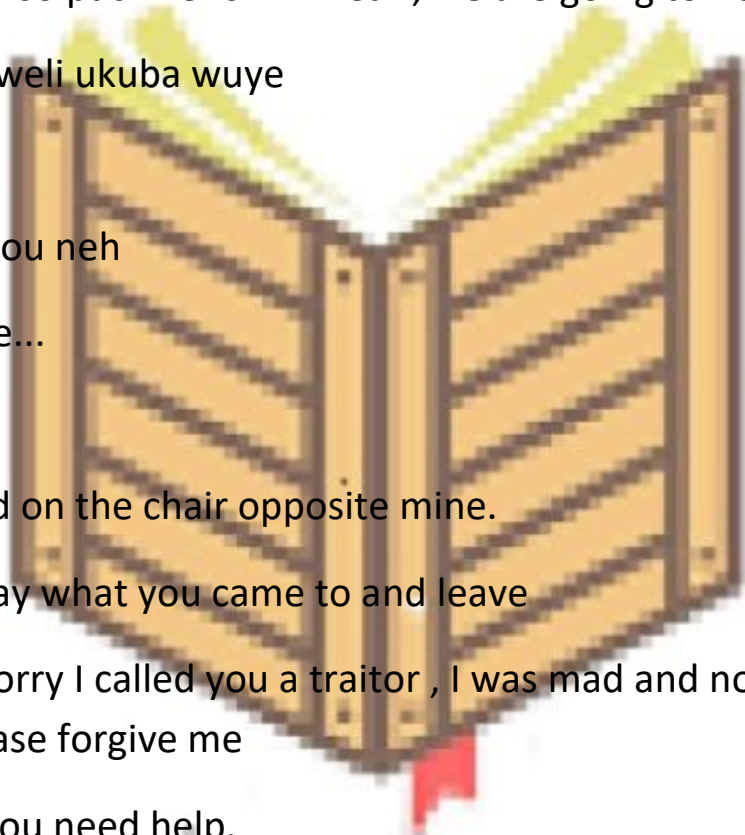 weli ukuba wuye
ou neh
e...
d on the chair opposite mine.
ay what you came to and leave
orry I called you a traitor , I was mad and no
ase forgive me
ou need help.